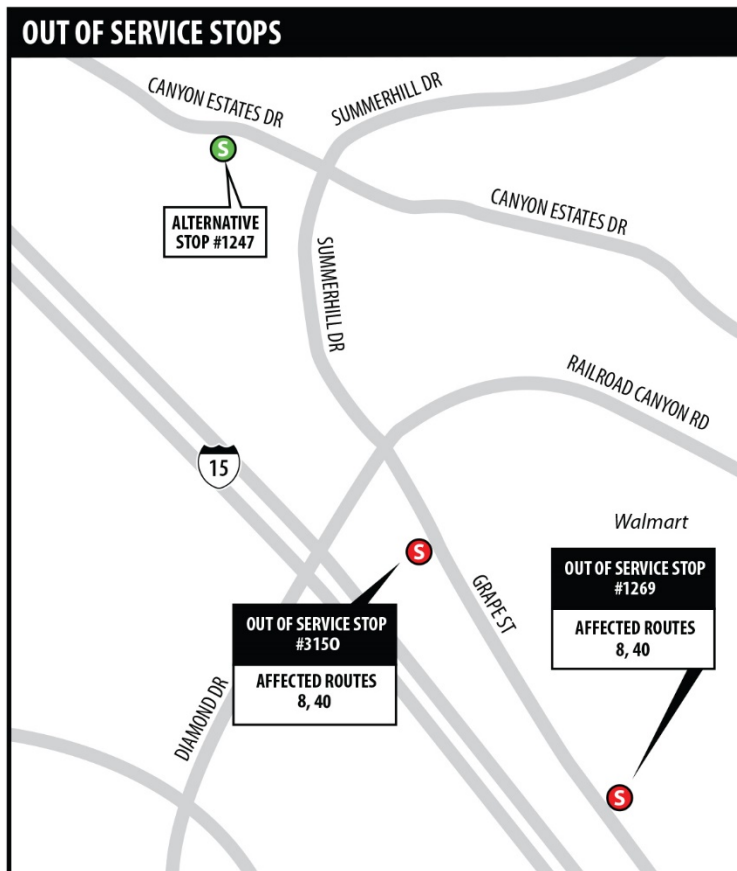 OUT OF SERVICE STOPS
CANYON ESTATES DR
SUMMERHILL DR
S
ALTERNATIVE
STOP #1247
CANYON ESTATES DR
SUMMERHILL DR
RAILROAD CANYON RD
15
Walmart
S
OUT OF SERVICE STOP
#1269
AFFECTED ROUTES
8, 40
GRAPE ST
OUT OF SERVICE STOP
#3150
AFFECTED ROUTES
8, 40
DIAMOND DR
S